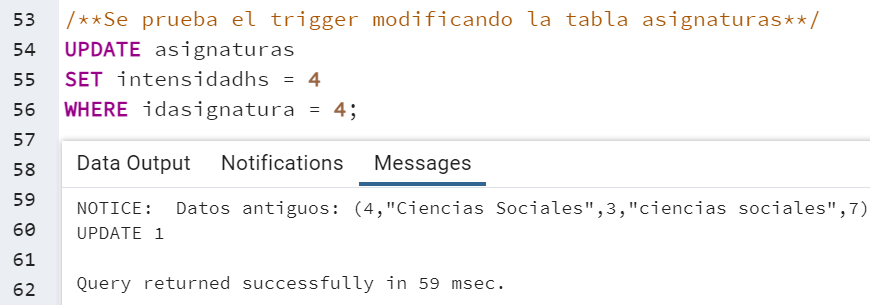 53 /**Se prueba el trigger modificando la tabla asignaturas**/
54 UPDATE asignaturas
55 SET intensidadhs = 4
56 WHERE idasignatura = 4;
57
58 Data Output Notifications Messages
59 NOTICE:  Datos antiguos: (4,"Ciencias Sociales",3,"ciencias sociales",7)
60 UPDATE 1
61
62 Query returned successfully in 59 msec.